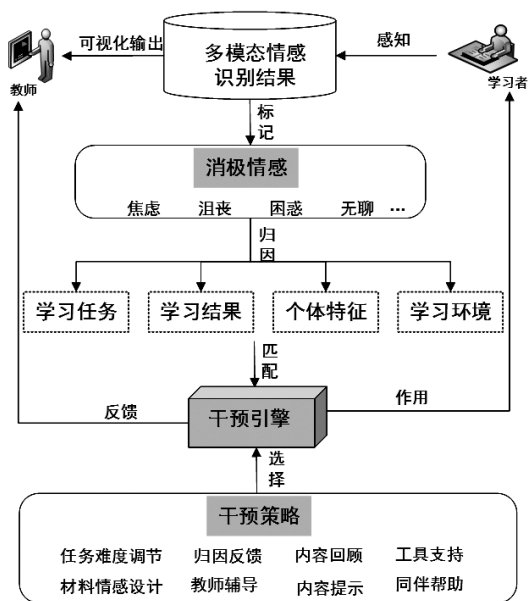 可视化输出
多模态情感
识别结果
感知
教师
学习者
标记
消极情感
焦虑 沮丧 困惑 无聊 …
归因
学习任务 学习结果 个体特征 学习环境
匹配
反馈
干预引擎
作用
选择
干预策略
任务难度调节 归因反馈 内容回顾 工具支持
材料情感设计 教师辅导 内容提示 同伴帮助